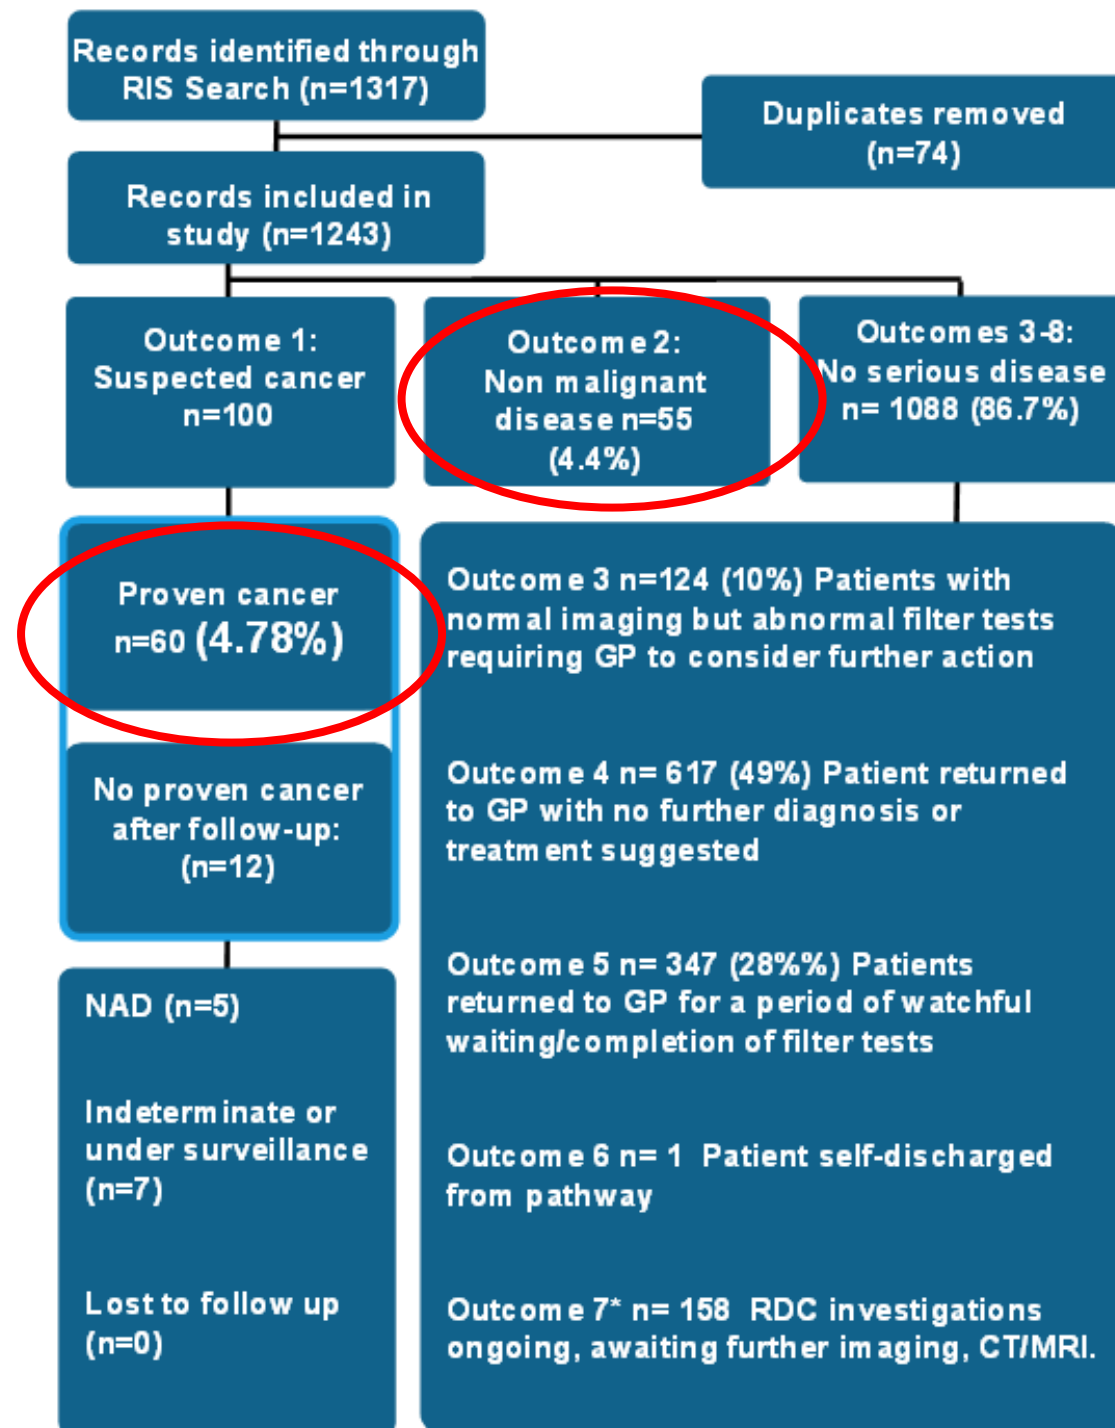 Records identified through
RIS Search (n=1317)
Duplicates removed
(n=74)
Records included in
study (n=1243)
Outcome 1:
Suspected cancer
n=100
Outcome 2:
Non malignant
disease n=55
(4.4%)
Outcomes 3-8:
No serious disease
n= 1088 (86.7%)
Proven cancer
n=60 (4.78%)
No proven cancer
after follow-up:
(n=12)
NAD (n=5)
Indeterminate or
under surveillance
(n=7)
Lost to follow up
(n=0)
Outcome 3 n=124 (10%) Patients with
normal imaging but abnormal filter tests
requiring GP to consider further action
Outcome 4 n= 617 (49%) Patient returned
to GP with no further diagnosis or
treatment suggested
Outcome 5 n= 347 (28%%) Patients
returned to GP for a period of watchful
waiting/completion of filter tests
Outcome 6 n= 1 Patient self-discharged
from pathway
Outcome 7* n= 158 RDC investigations
ongoing, awaiting further imaging, CT/MRI.